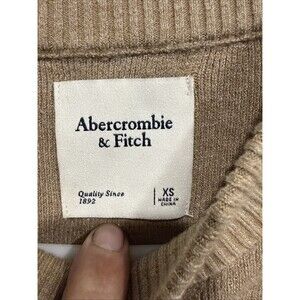 Abercrombie
& Fitch
Quality Since
1892
XS
MADE IN
CHINA